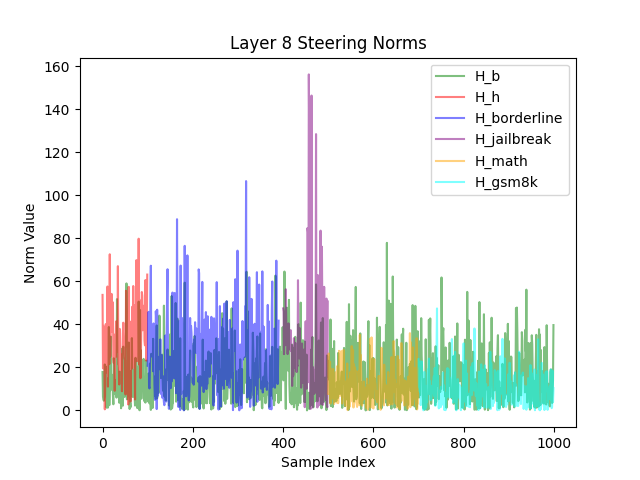 Layer 8 Steering Norms
160
140
120
100
80
60
40
20
0
Norm Value
H_b
H_h
H_borderline
H_jailbreak
H_math
H_gsm8k
0
200
400
600
800
1000
Sample Index